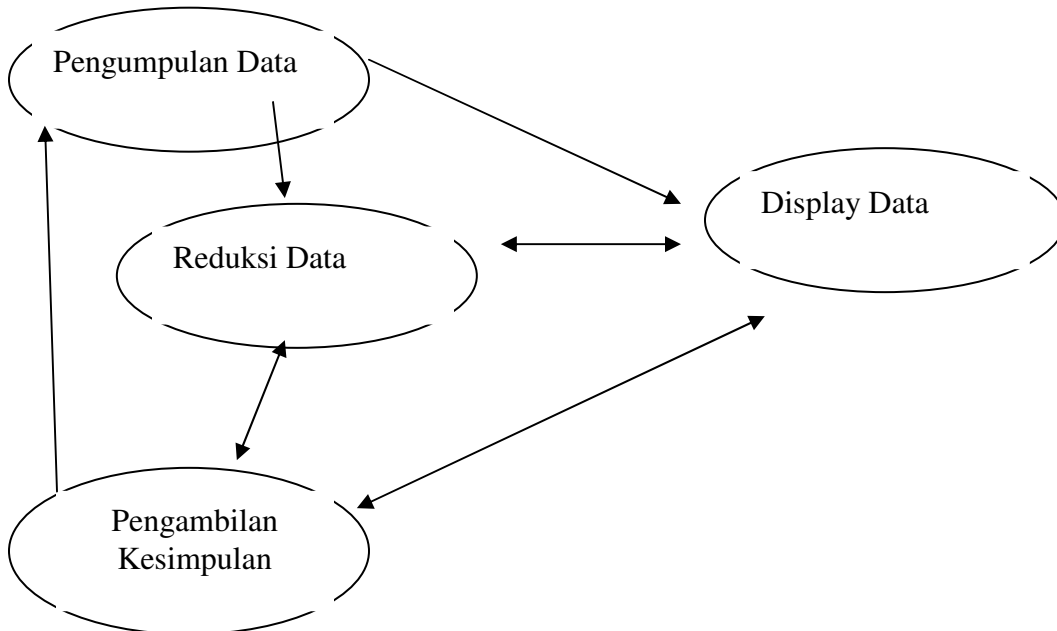 Pengumpulan Data
Display Data
Reduksi Data
Pengambilan
Kesimpulan